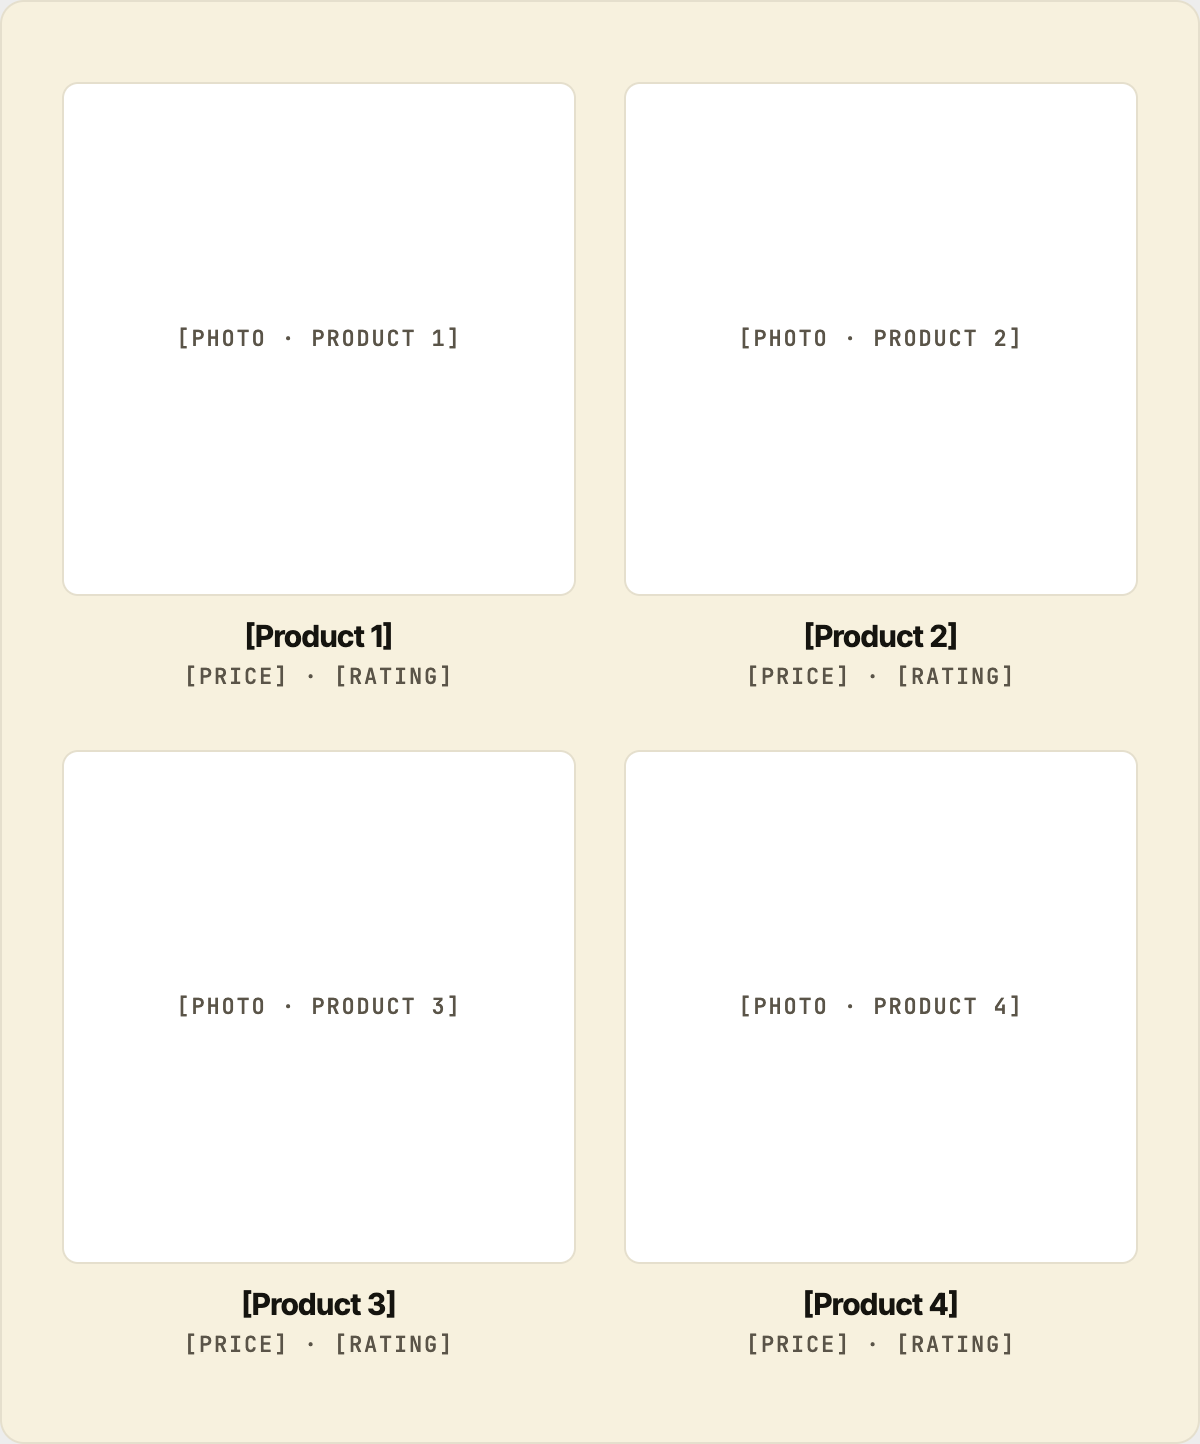 [PHOTO · PRODUCT 1]
[PHOTO · PRODUCT 2]
[Product 1]
[PRICE] · [RATING]
[Product 2]
[PRICE] · [RATING]
[PHOTO · PRODUCT 3]
[PHOTO · PRODUCT 4]
[Product 3]
[PRICE] · [RATING]
[Product 4]
[PRICE] · [RATING]